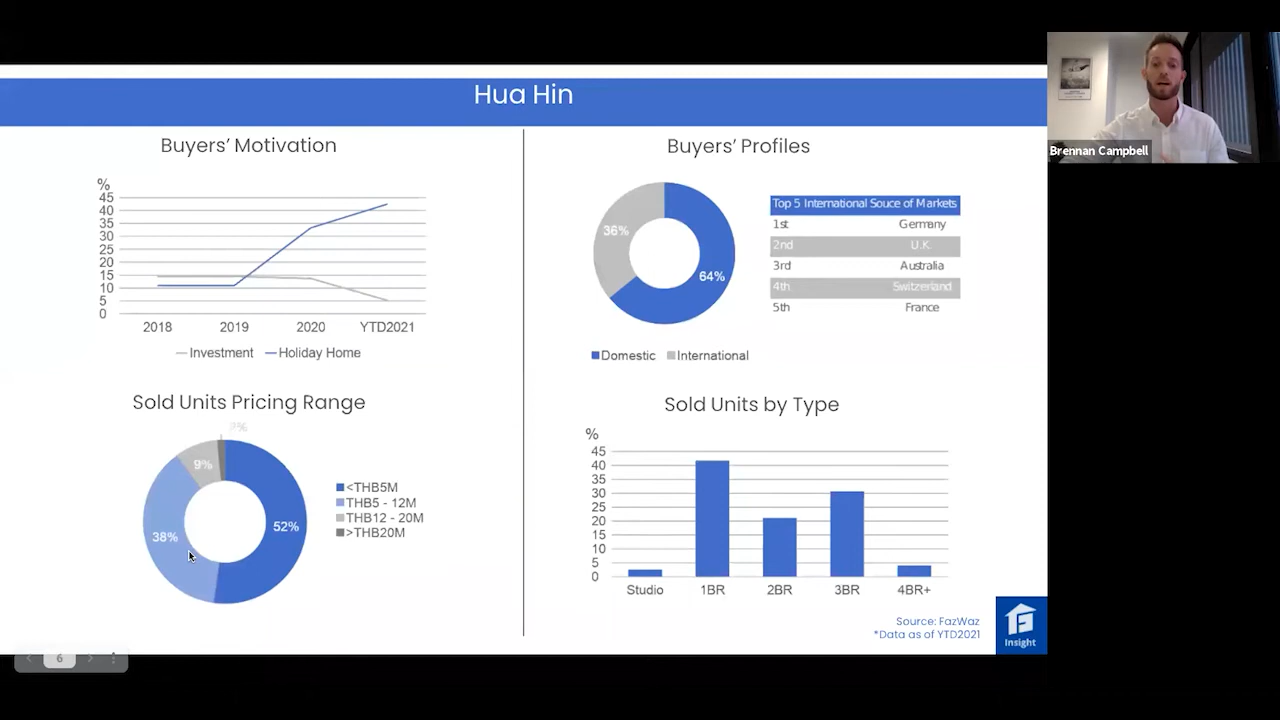 Hua Hin
Buyers' Motivation
%
45
40
35
30
25
20
15
10
5
0
2018 2019 2020 YTD2021
Investment Holiday Home
Buyers' Profiles
36%
64%
Domestic International
Top 5 International Souce of Markets
1st Germany
2nd U.K.
3rd Australia
4th Switzerland
5th France
Sold Units Pricing Range
9%
38%
52%
<THB5M
THB5 - 12M
THB12 - 20M
>THB20M
Sold Units by Type
%
45
40
35
30
25
20
15
10
5
0
Studio 1BR 2BR 3BR 4BR+
Source: FazWaz
*Data as of YTD2021
Insight
6
Brennan Campbell